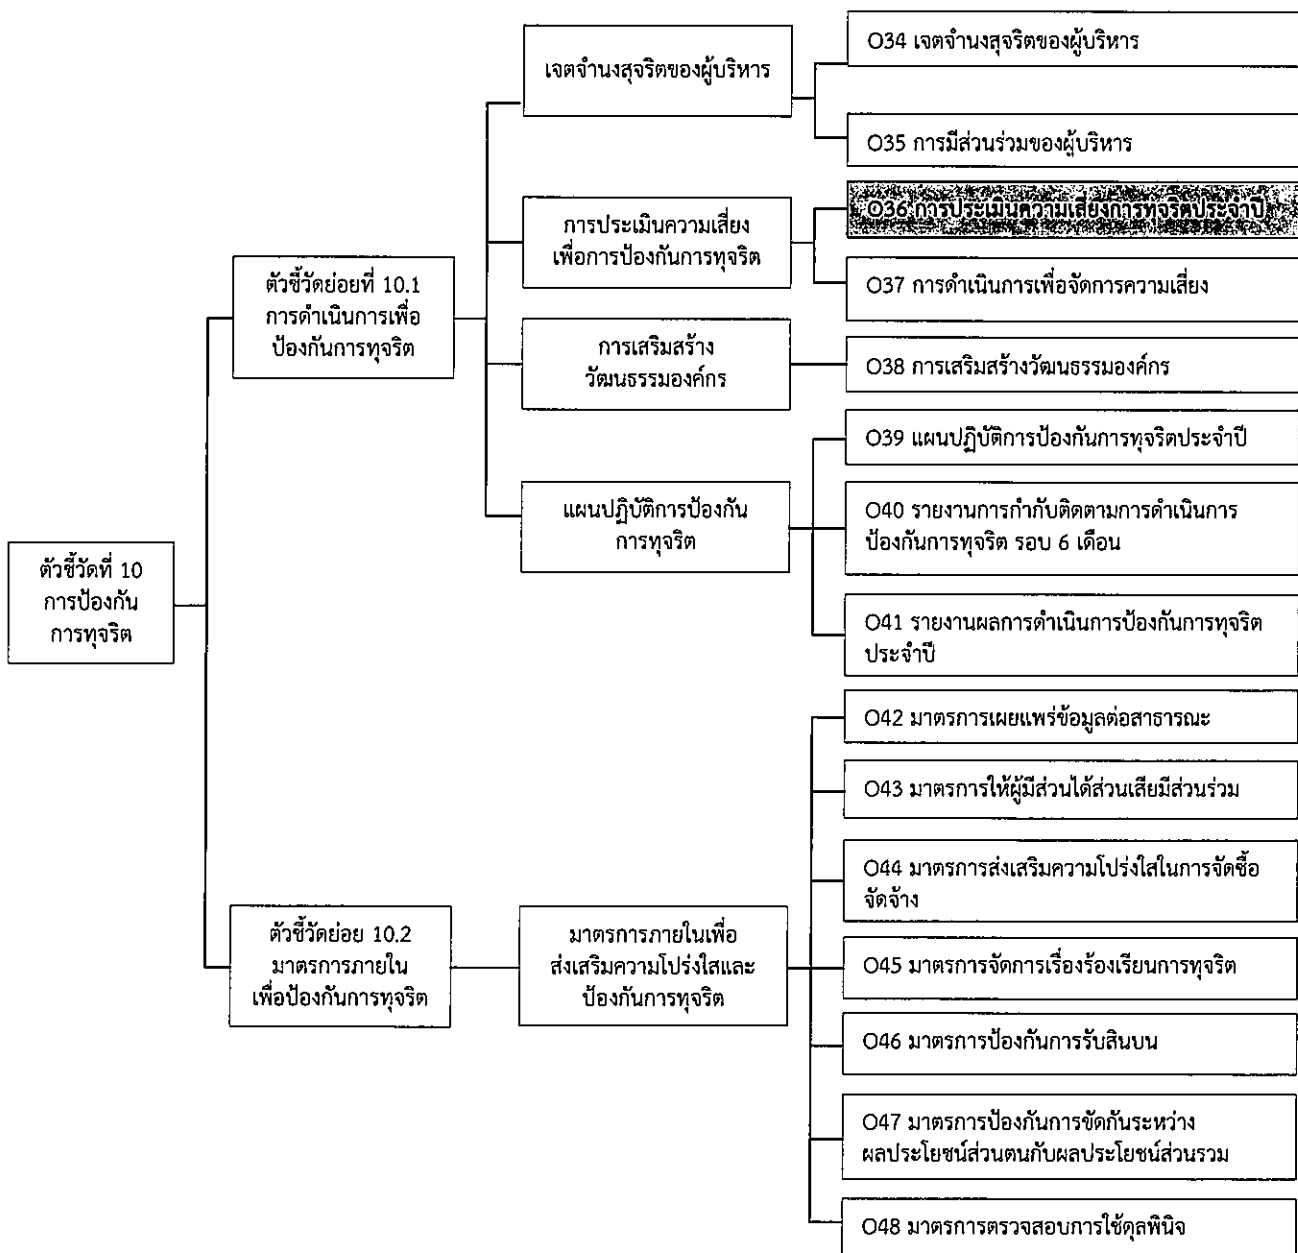 ตัวชี้วัดที่ 10
การป้องกัน
การทุจริต
ตัวชี้วัดย่อยที่ 10.1
การดำเนินการเพื่อ
ป้องกันการทุจริต
เจตจำนงสุจริตของผู้บริหาร
O34 เจตจำนงสุจริตของผู้บริหาร
O35 การมีส่วนร่วมของผู้บริหาร
การประเมินความเสี่ยง
เพื่อการป้องกันการทุจริต
O36 การประเมินความเสี่ยงการทุจริตประจำปี
O37 การดำเนินการเพื่อจัดการความเสี่ยง
การเสริมสร้าง
วัฒนธรรมองค์กร
O38 การเสริมสร้างวัฒนธรรมองค์กร
แผนปฏิบัติการป้องกัน
การทุจริต
O39 แผนปฏิบัติการป้องกันการทุจริตประจำปี
O40 รายงานการกำกับติดตามการดำเนินการ
ป้องกันการทุจริต รอบ 6 เดือน
O41 รายงานผลการดำเนินการป้องกันการทุจริต
ประจำปี
ตัวชี้วัดย่อย 10.2
มาตรการภายใน
เพื่อป้องกันการทุจริต
มาตรการภายในเพื่อ
ส่งเสริมความโปร่งใสและ
ป้องกันการทุจริต
O42 มาตรการเผยแพร่ข้อมูลต่อสาธารณะ
O43 มาตรการให้ผู้มีส่วนได้ส่วนเสียมีส่วนร่วม
O44 มาตรการส่งเสริมความโปร่งใสในการจัดซื้อ
จัดจ้าง
O45 มาตรการจัดการเรื่องร้องเรียนการทุจริต
O46 มาตรการป้องกันการรับสินบน
O47 มาตรการป้องกันการขัดกันระหว่าง
ผลประโยชน์ส่วนตนกับผลประโยชน์ส่วนรวม
O48 มาตรการตรวจสอบการใช้ดุลพินิจ